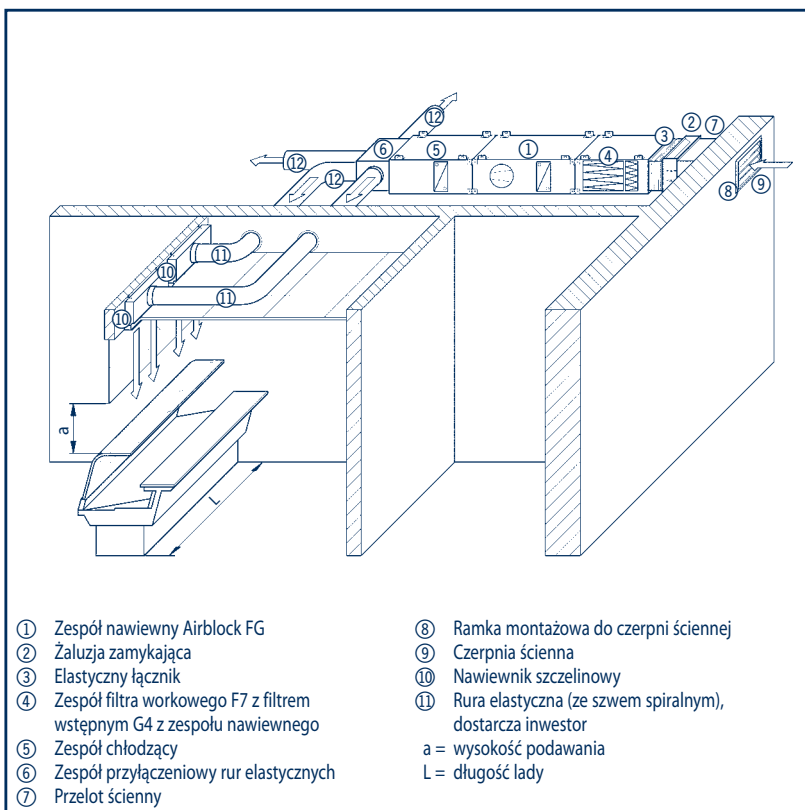 ⑫
② ⑦
③
⑫ ⑥ ⑤ ① ④
⑫
⑧ ⑨
⑪
⑩
⑪
⑩
a
L
① Zespół nawiewny Airblock FG
② Żaluzja zamykająca
③ Elastyczny łącznik
④ Zespół filtra workowego F7 z filtrem
wstępnym G4 z zespołu nawiewnego
⑤ Zespół chłodzący
⑥ Zespół przyłączeniowy rur elastycznych
⑦ Przelot ścienny
⑧ Ramka montażowa do czerpni ściennej
⑨ Czerpnia ścienna
⑩ Nawiewnik szczelinowy
⑪ Rura elastyczna (ze szwem spiralnym),
dostarcza inwestor
a = wysokość podawania
L = długość lady